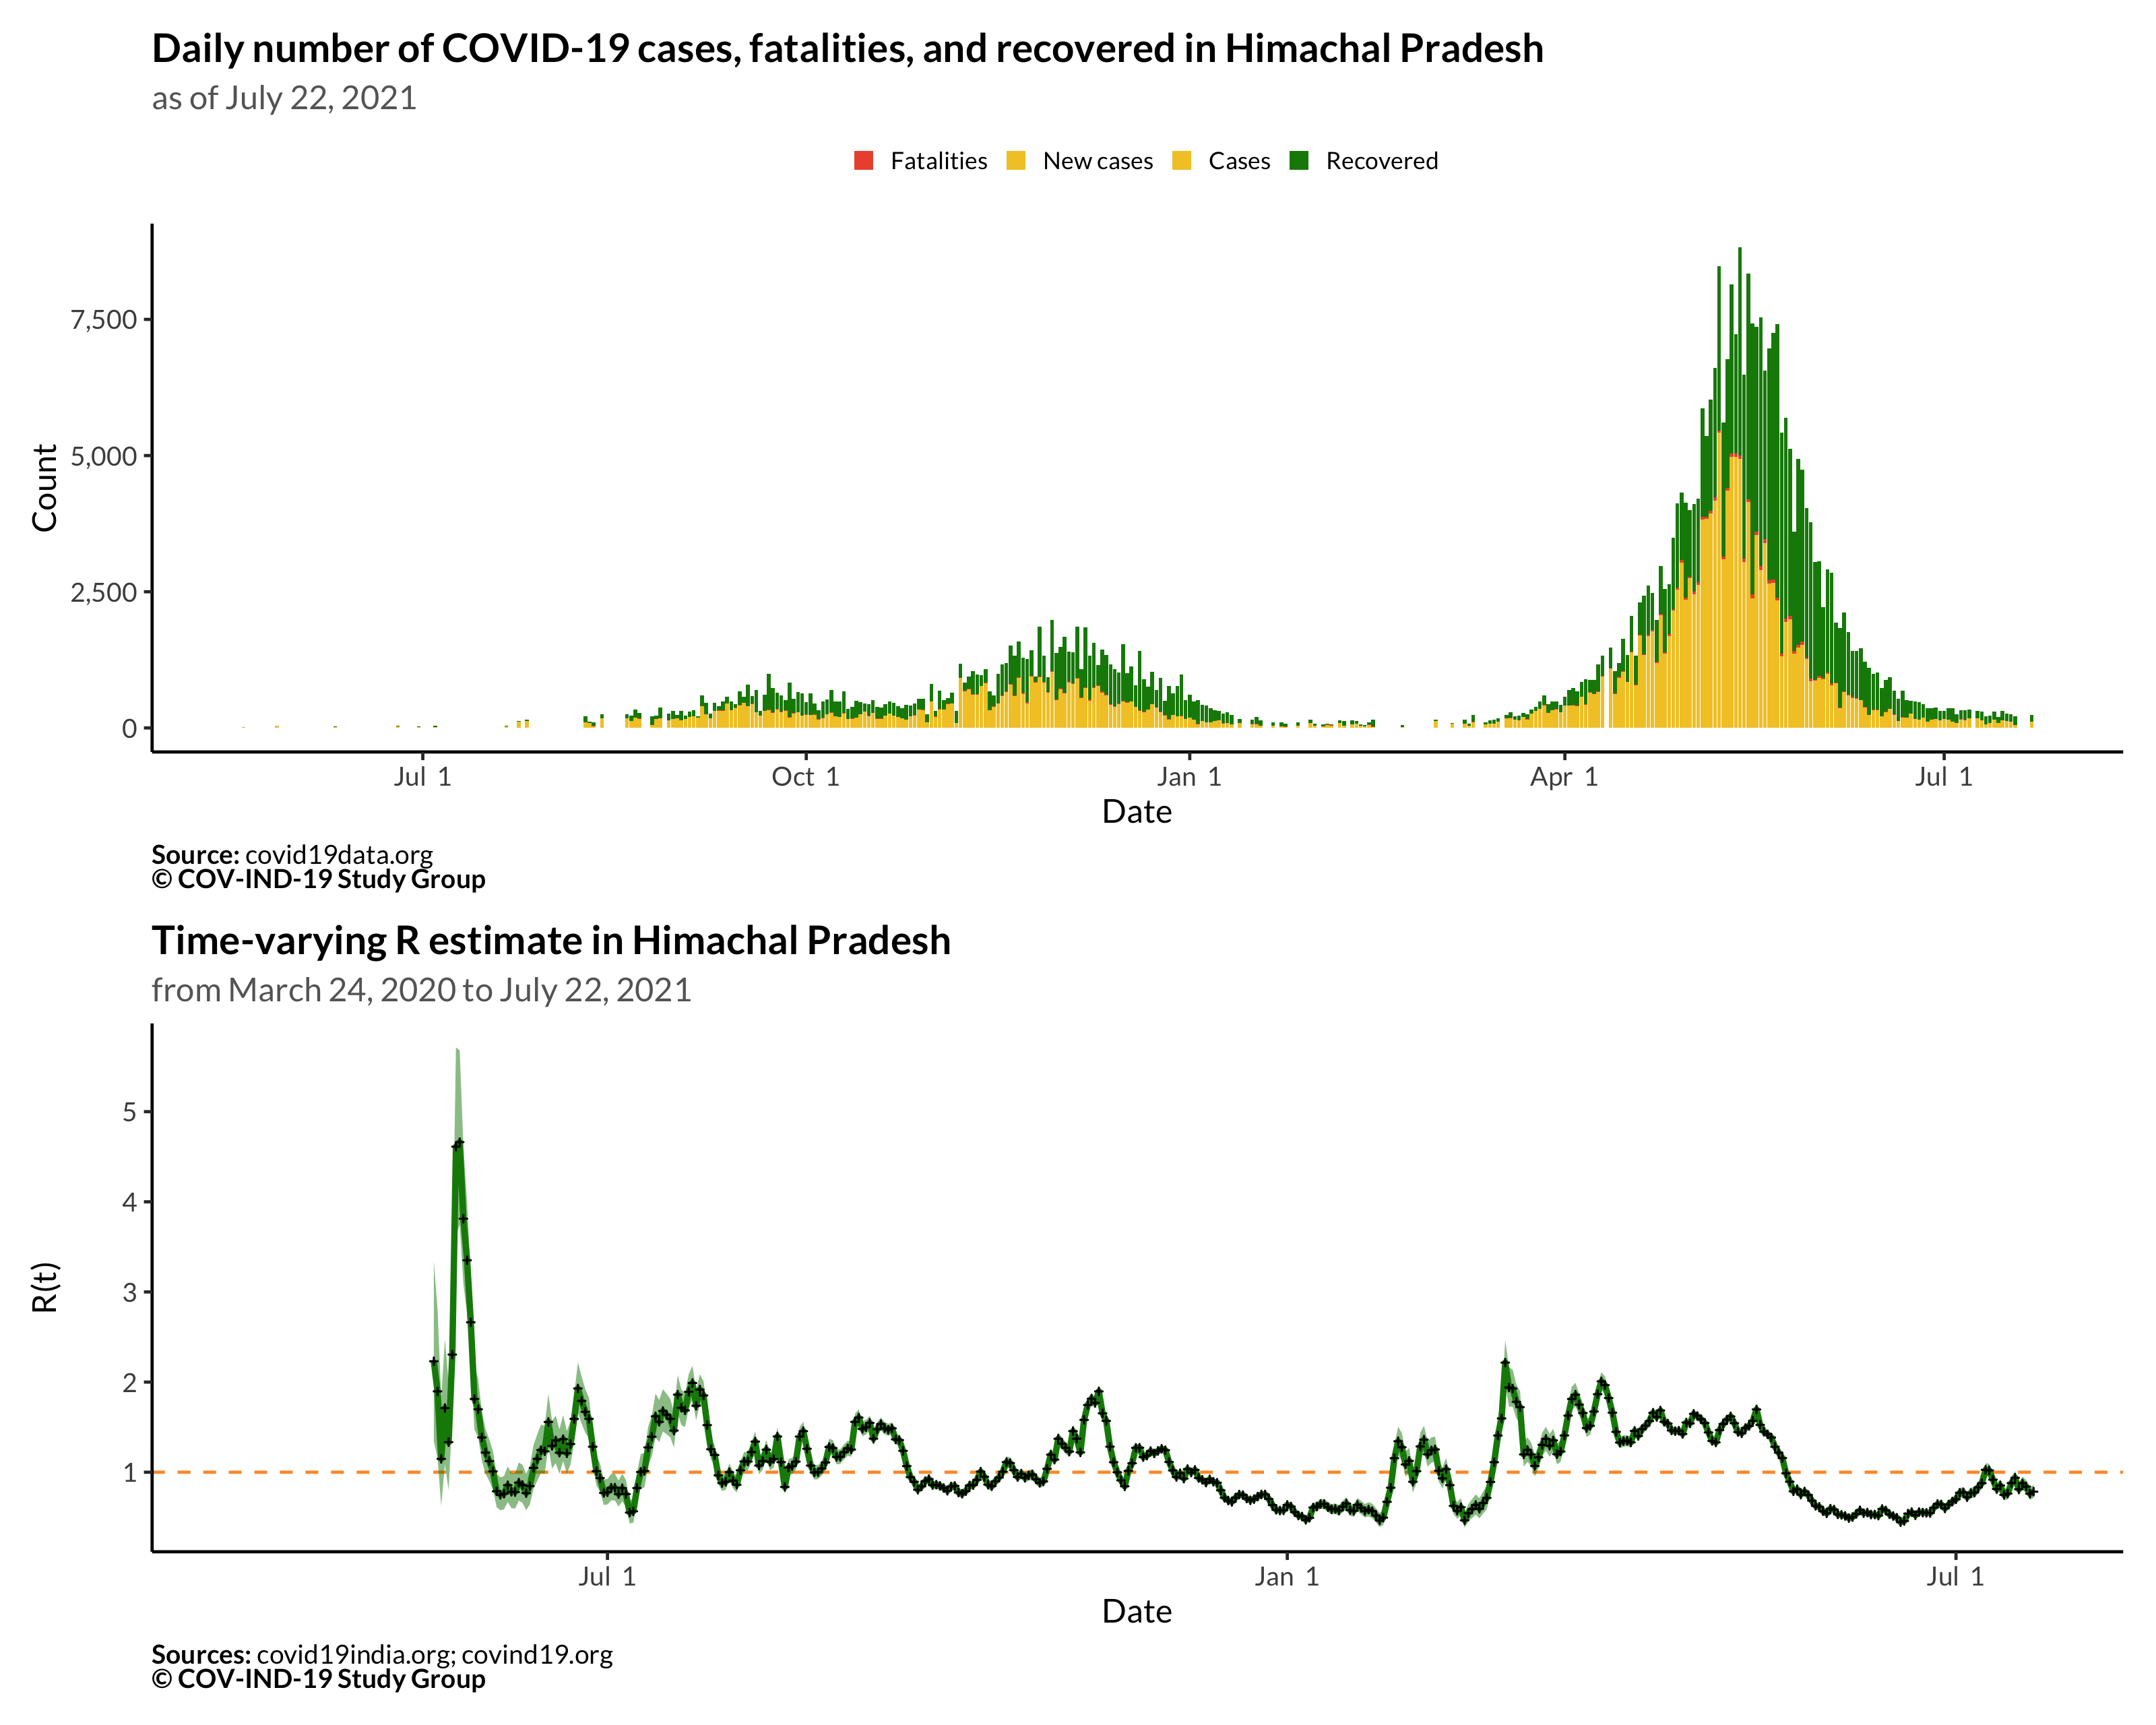 Daily number of COVID-19 cases, fatalities, and recovered in Himachal Pradesh
as of July 22, 2021
Fatalities New cases Cases Recovered
Count
7,500
5,000
2,500
0
Jul 1 Oct 1 Jan 1 Apr 1 Jul 1
Date
Source: covid19data.org
© COV-IND-19 Study Group
Time-varying R estimate in Himachal Pradesh
from March 24, 2020 to July 22, 2021
R(t)
5
4
3
2
1
Jul 1 Jan 1 Jul 1
Date
Sources: covid19india.org; covind19.org
© COV-IND-19 Study Group